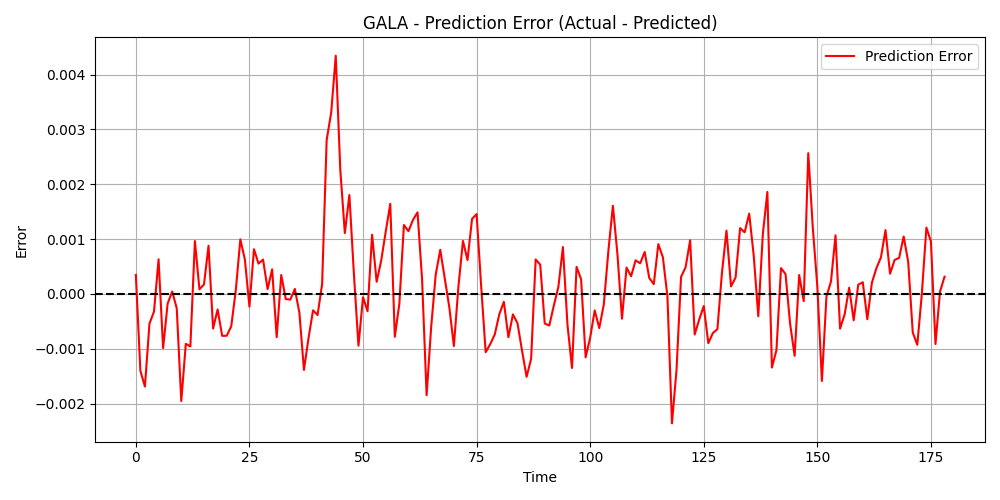 GALA - Prediction Error (Actual - Predicted)
Prediction Error
Error
0.004
0.003
0.002
0.001
0.000
−0.001
−0.002
0 25 50 75 100 125 150 175
Time